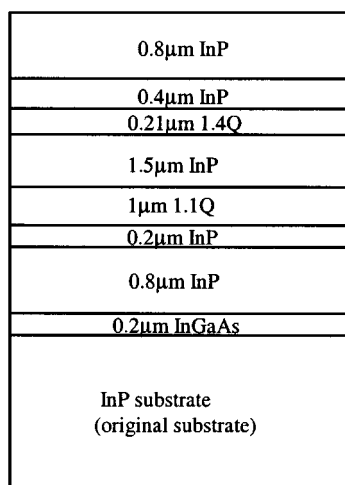 0.8μm InP
0.4μm InP
0.21μm 1.4Q
1.5μm InP
1μm 1.1Q
0.2μm InP
0.8μm InP
0.2μm InGaAs
InP substrate
(original substrate)